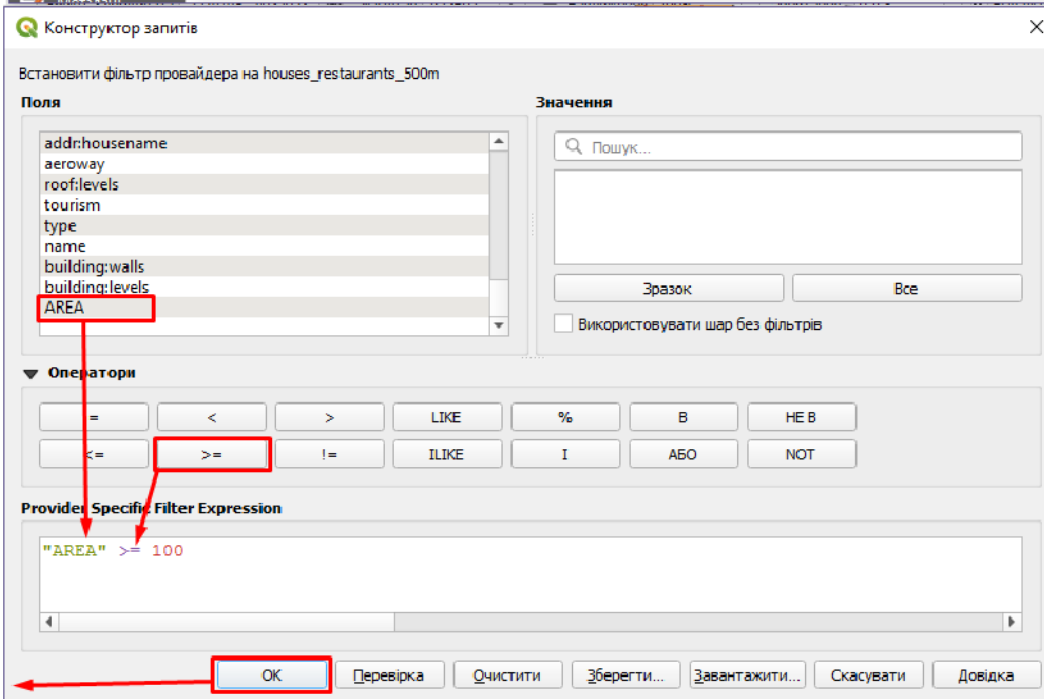 Конструктор запитів
Встановити фільтр провайдера на houses_restaurants_500m
Поля
Значення
addr:housename
aeroway
roof:levels
tourism
type
name
building:walls
building:levels
AREA
Пошук...
Зразок
Все
Використовувати шар без фільтрів
Оператори
= < > LIKE % В НЕ В
<= >= != ILIKE І АБО NOT
Provider Specific Filter Expression
"AREA" >= 100
OK Перевірка Очистити Зберегти... Завантажити... Скасувати Довідка